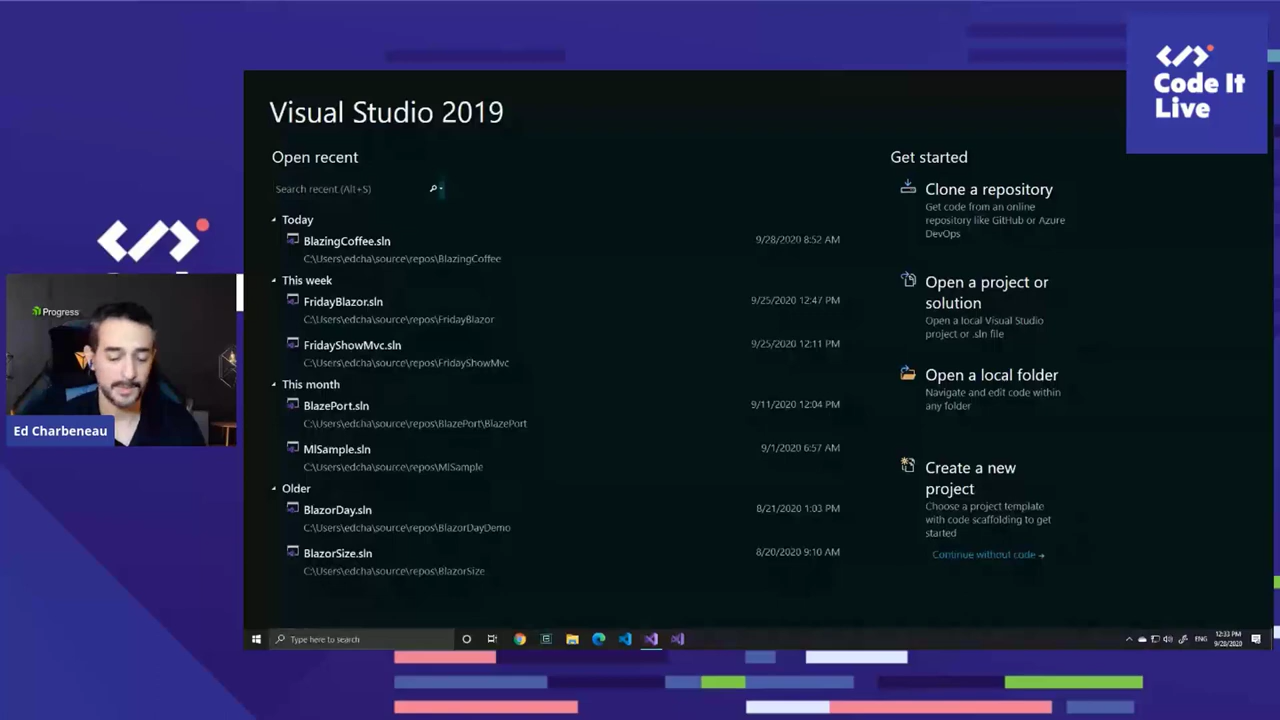 Code It
Live
Visual Studio 2019
Open recent
Search recent (Alt+S)
Today
BlazingCoffee.sln
9/28/2020 8:52 AM
C:\Users\edcha\source\repos\BlazingCoffee
This week
FridayBlazor.sln
9/25/2020 12:47 PM
C:\Users\edcha\source\repos\FridayBlazor
FridayShowMvc.sln
9/25/2020 12:11 PM
C:\Users\edcha\source\repos\FridayShowMvc
This month
BlazePort.sln
9/11/2020 12:04 PM
C:\Users\edcha\source\repos\BlazePort\BlazePort
MlSample.sln
9/1/2020 6:57 AM
C:\Users\edcha\source\repos\MlSample
Older
BlazorDay.sln
8/21/2020 1:03 PM
C:\Users\edcha\source\repos\BlazorDayDemo
BlazorSize.sln
8/20/2020 9:10 AM
C:\Users\edcha\source\repos\BlazorSize
Get started
Clone a repository
Get code from an online
repository like GitHub or Azure
DevOps
Open a project or
solution
Open a local Visual Studio
project or .sln file
Open a local folder
Navigate and edit code within
any folder
Create a new
project
Choose a project template
with code scaffolding to get
started
Continue without code →
Progress
Ed Charbeneau
Type here to search
ENG
12:33 PM
9/28/2020